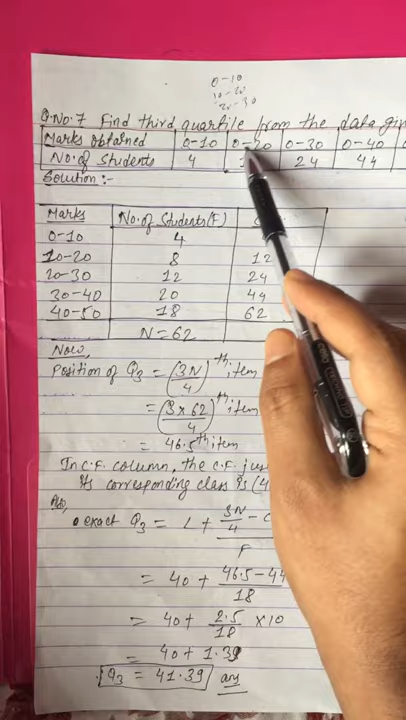 0-10
10-20
20-30
Q.No.7 Find third quartile from the data
Marks obtained 0-10 0-20 0-30 0-40
No. of Students 4 24 44
Solution:-
Marks No. of Students(F)
0-10 4
10-20 8 12
20-30 12 24
30-40 20 44
40-50 18 62
N=62
Now,
Position of Q3 = (3N/4)th item
= (3×62/4)th item
= 46.5th item
In C.F. column, the C.F.
its corresponding class is
exact Q3 = L + 3N/4 -
F
= 40 + 46.5-44/18
= 40 + 2.5/18 ×10
= 40 + 1.39
Q3 = 41.39 ans